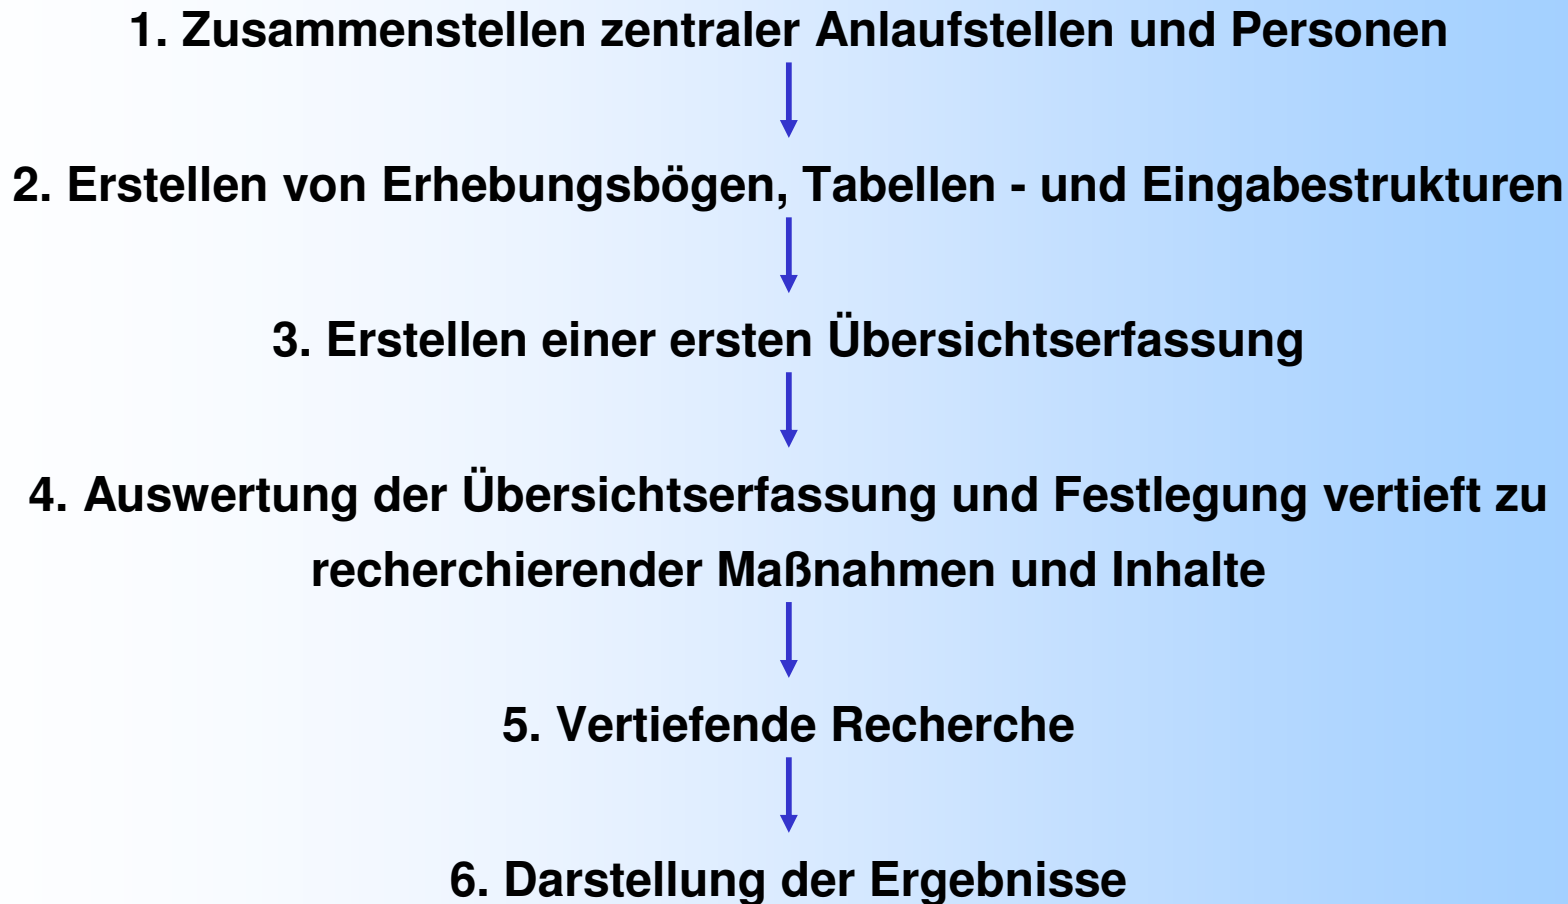 1. Zusammenstellen zentraler Anlaufstellen und Personen
2. Erstellen von Erhebungsbögen, Tabellen - und Eingabestrukturen
3. Erstellen einer ersten Übersichtserfassung
4. Auswertung der Übersichtserfassung und Festlegung vertieft zu
recherchierender Maßnahmen und Inhalte
5. Vertiefende Recherche
6. Darstellung der Ergebnisse